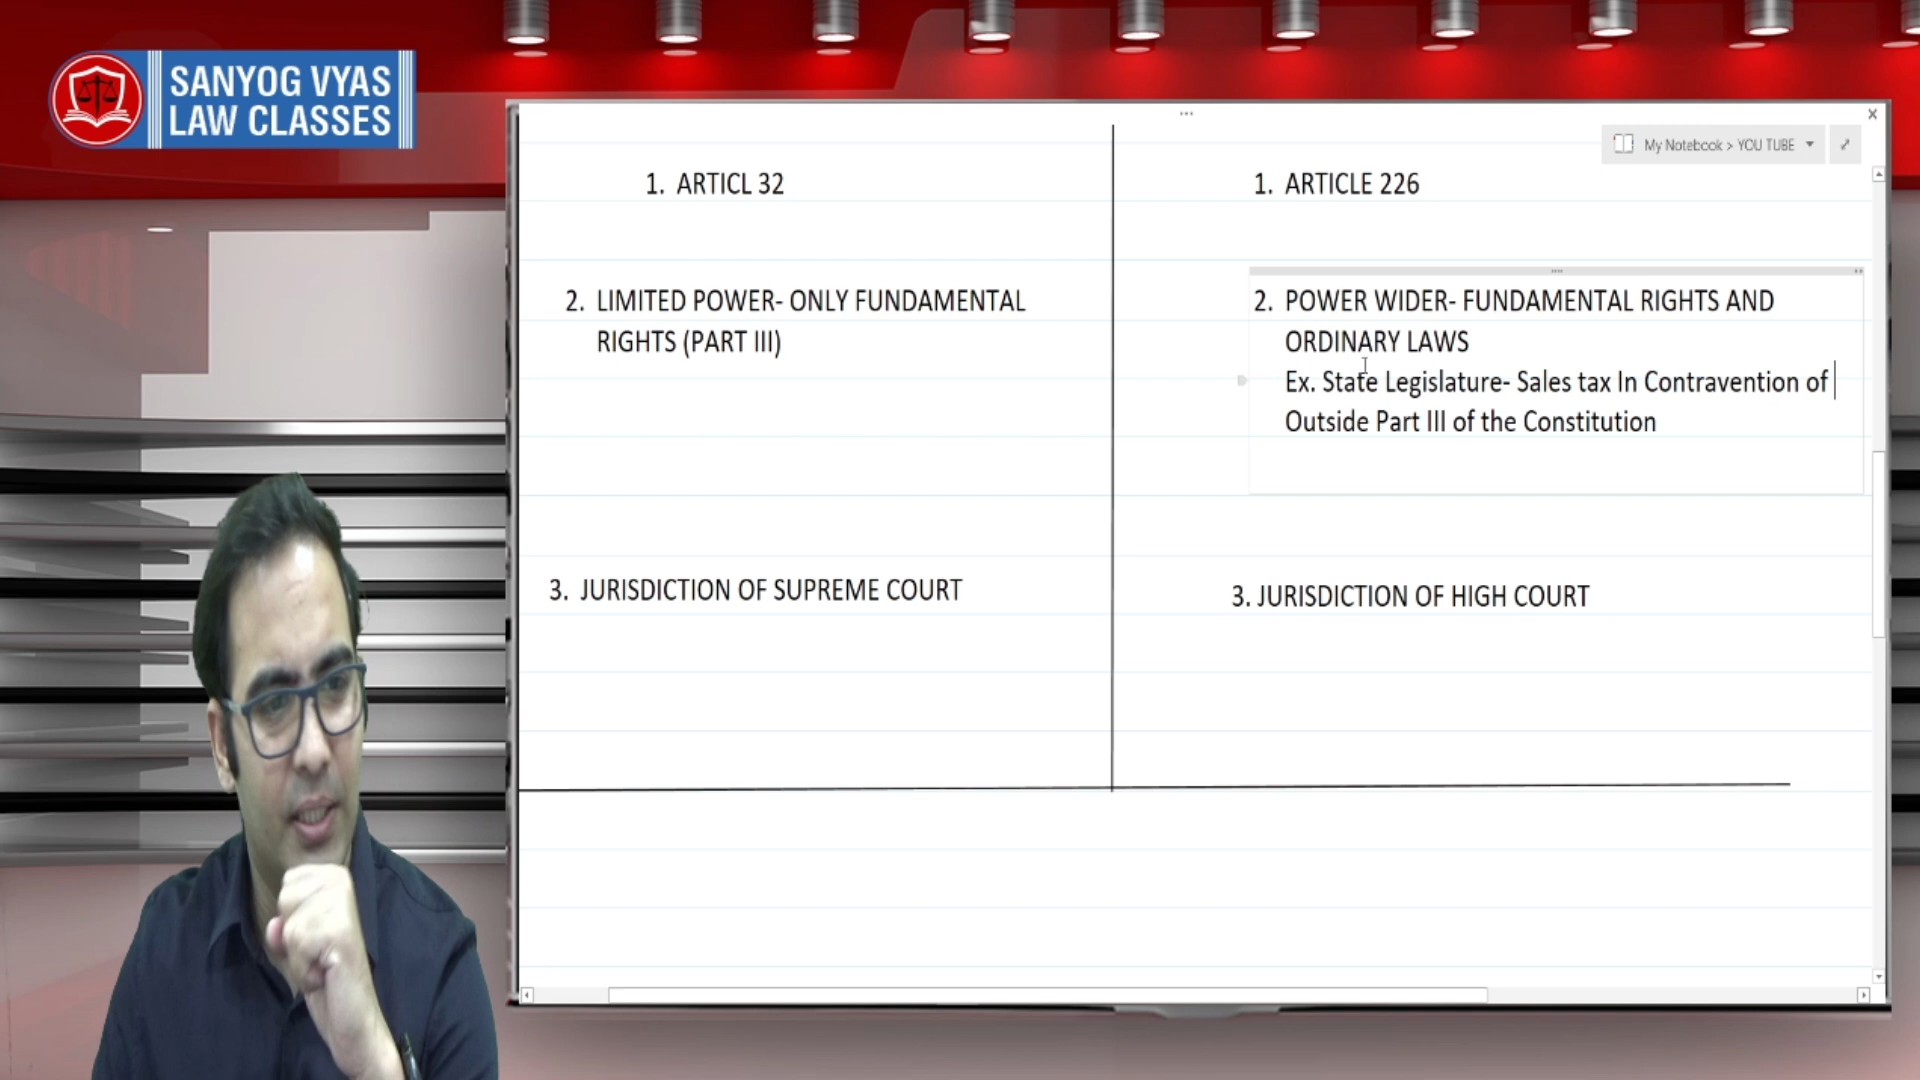 SANYOG VYAS
LAW CLASSES
My Notebook > YOU TUBE
1. ARTICL 32
2. LIMITED POWER- ONLY FUNDAMENTAL
RIGHTS (PART III)
3. JURISDICTION OF SUPREME COURT
1. ARTICLE 226
2. POWER WIDER- FUNDAMENTAL RIGHTS AND
ORDINARY LAWS
Ex. State Legislature- Sales tax In Contravention of
Outside Part III of the Constitution
3. JURISDICTION OF HIGH COURT